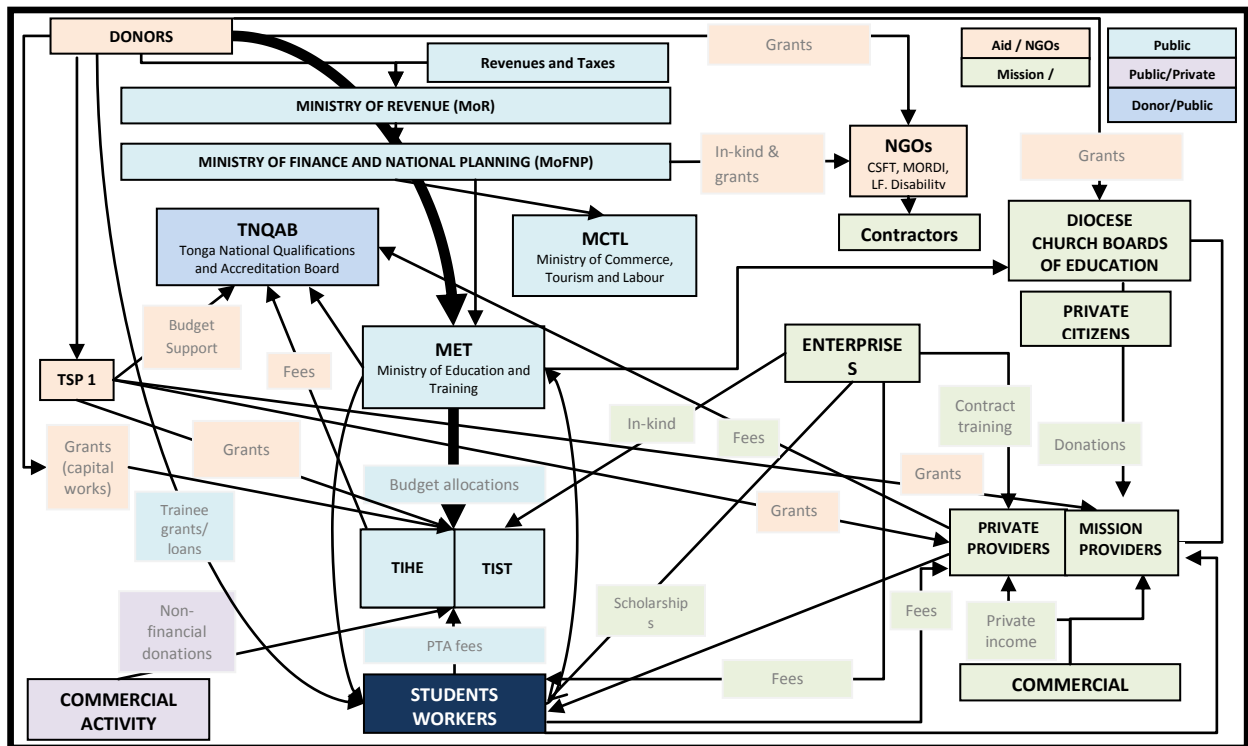 DONORS
Grants
Aid / NGOs
Mission /
Public
Public/Private
Donor/Public
Revenues and Taxes
MINISTRY OF REVENUE (MoR)
MINISTRY OF FINANCE AND NATIONAL PLANNING (MoFNP)
In-kind &
grants
NGOs
CSFT, MORDI,
LF, Disability
Grants
Contractors
TNQAB
Tonga National Qualifications
and Accreditation Board
MCTL
Ministry of Commerce,
Tourism and Labour
DIOCESE
CHURCH BOARDS
OF EDUCATION
PRIVATE
CITIZENS
Budget
Support
TSP 1
Fees
MET
Ministry of Education and
Training
ENTERPRISE
S
Grants
(capital
works)
Grants
In-kind
Fees
Contract
training
Donations
Budget allocations
Grants
Grants
Trainee
grants/
loans
TIHE
TIST
PRIVATE
PROVIDERS
MISSION
PROVIDERS
Non-
financial
donations
PTA fees
Scholarship
s
Fees
Private
income
Fees
COMMERCIAL
ACTIVITY
STUDENTS
WORKERS
COMMERCIAL